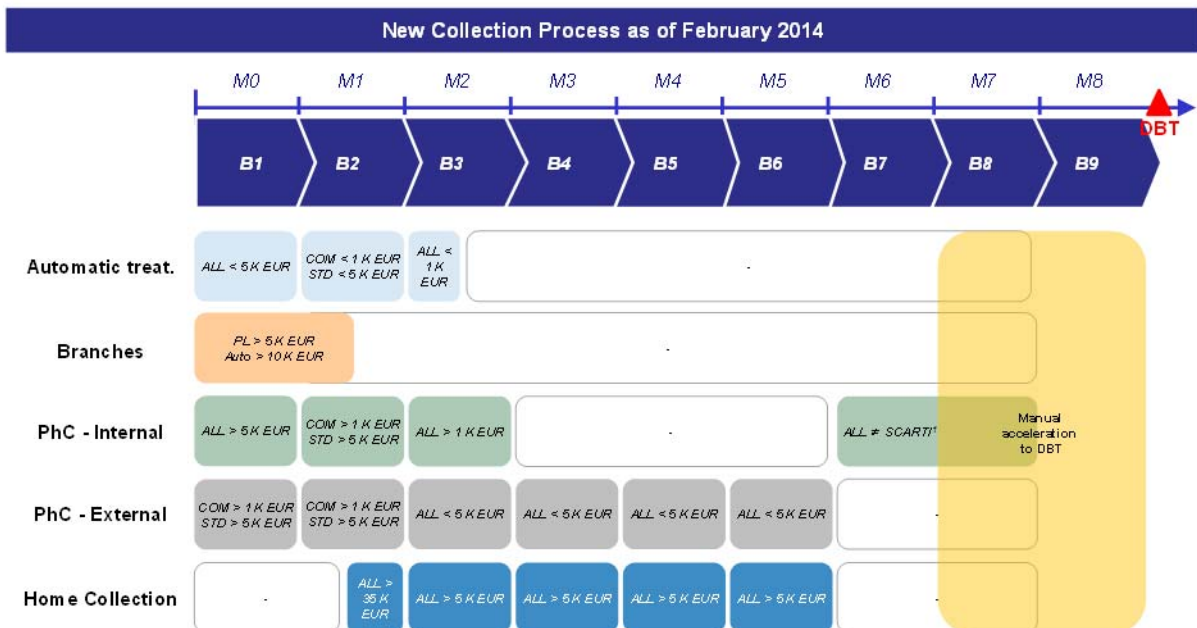 New Collection Process as of February 2014
M0 M1 M2 M3 M4 M5 M6 M7 M8
DBT
B1 B2 B3 B4 B5 B6 B7 B8 B9
Automatic treat.
ALL < 5 K EUR
COM < 1 K EUR
STD < 5 K EUR
ALL <
1 K
EUR
-
Branches
PL > 5 K EUR
Auto > 10 K EUR
-
PhC - Internal
ALL > 5 K EUR
COM > 1 K EUR
STD > 5 K EUR
ALL > 1 K EUR
-
ALL ≠ SCARTI¹
Manual
acceleration
to DBT
PhC - External
COM > 1 K EUR
STD > 5 K EUR
COM > 1 K EUR
STD > 5 K EUR
ALL < 5 K EUR
ALL < 5 K EUR
ALL < 5 K EUR
ALL < 5 K EUR
-
Home Collection
-
ALL >
35 K
EUR
ALL > 5 K EUR
ALL > 5 K EUR
ALL > 5 K EUR
ALL > 5 K EUR
-